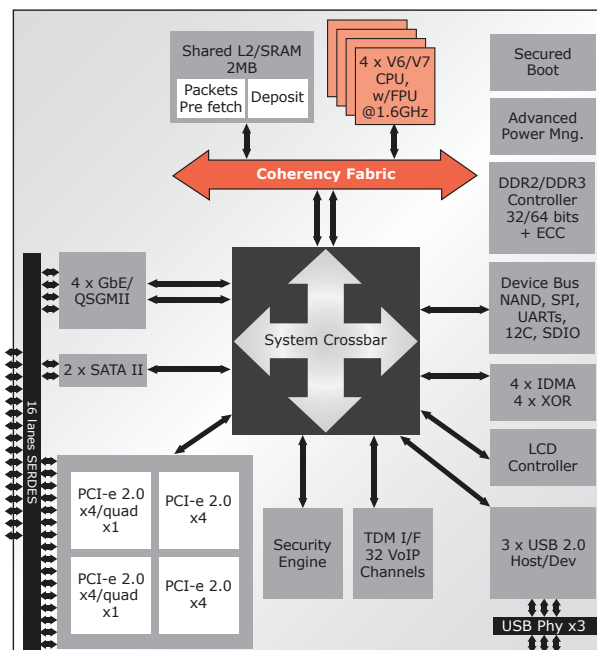 Shared L2/SRAM
2MB
Packets
Pre fetch
Deposit
4 x V6/V7
CPU,
w/FPU
@1.6GHz
Secured
Boot
Advanced
Power Mng.
Coherency Fabric
DDR2/DDR3
Controller
32/64 bits
+ ECC
4 x GbE/
QSGMII
Device Bus
NAND, SPI,
UARTs,
12C, SDIO
System Crossbar
2 x SATA II
4 x IDMA
4 x XOR
16 lanes SERDES
LCD
Controller
PCI-e 2.0
x4/quad
x1
PCI-e 2.0
x4
PCI-e 2.0
x4/quad
x1
PCI-e 2.0
x4
Security
Engine
TDM I/F
32 VoIP
Channels
3 x USB 2.0
Host/Dev
USB Phy x3